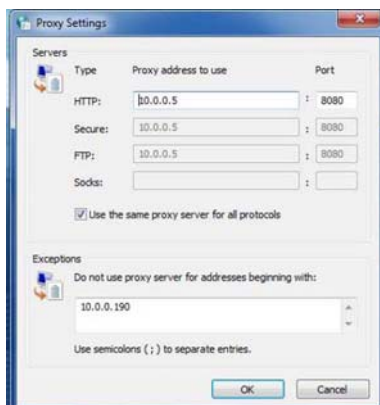 Proxy Settings
Servers
Type Proxy address to use Port
HTTP: 10.0.0.5 : 8080
Secure: 10.0.0.5 : 8080
FTP: 10.0.0.5 : 8080
Socks: :
Use the same proxy server for all protocols
Exceptions
Do not use proxy server for addresses beginning with:
10.0.0.190
Use semicolons ( ; ) to separate entries.
OK Cancel